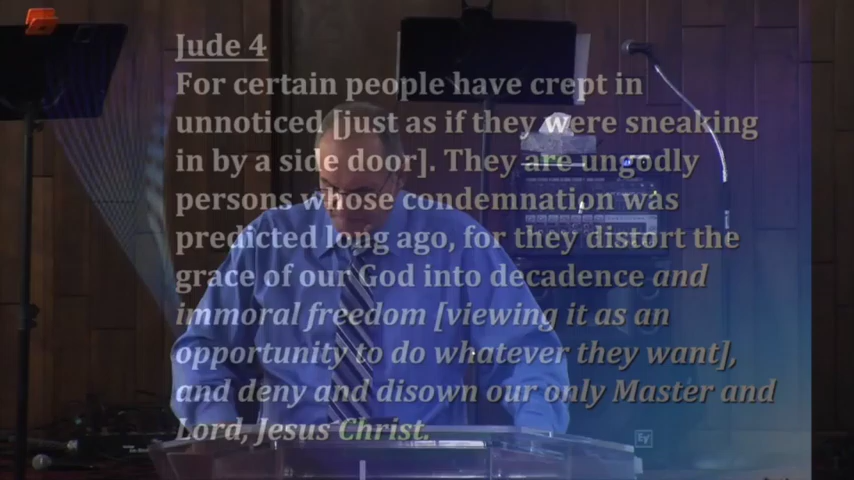 Jude 4
For certain people have crept in
unnoticed [just as if they were sneaking
in by a side door]. They are ungodly
persons whose condemnation was
predicted long ago, for they distort the
grace of our God into decadence and
immoral freedom [viewing it as an
opportunity to do whatever they want],
and deny and disown our only Master and
Lord, Jesus Christ.
EV